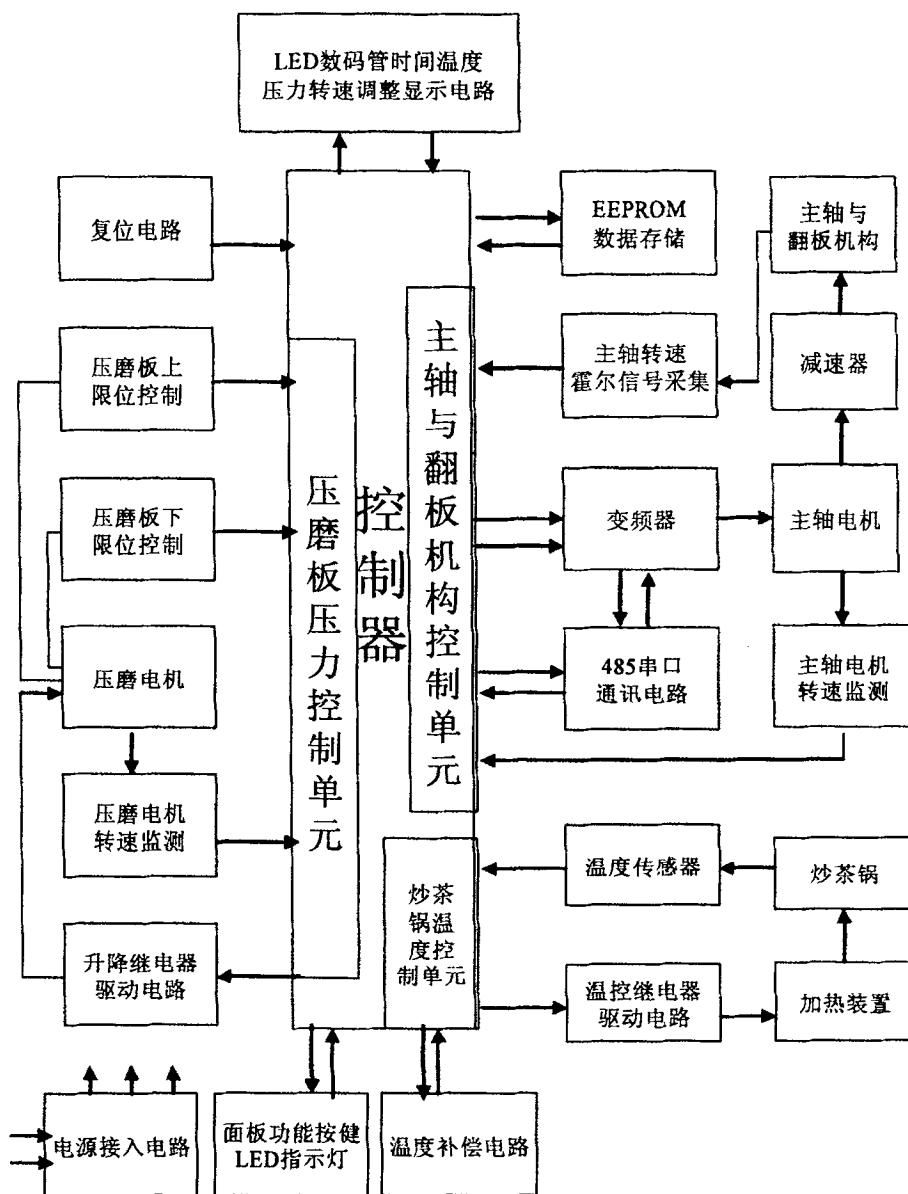 LED数码管时间温度
压力转速调整显示电路
复位电路
EEPROM
数据存储
主轴与
翻板机构
压磨板上
限位控制
主轴转速
霍尔信号采集
减速器
压磨板下
限位控制
变频器
主轴电机
压磨电机
485串口
通讯电路
主轴电机
转速监测
压磨电机
转速监测
温度传感器
炒茶锅
升降继电器
驱动电路
温控继电器
驱动电路
加热装置
压磨板压力控制单元
控制器
主轴与翻板机构控制单元
炒茶
锅温
度控
制单元
电源接入电路
面板功能按健
LED指示灯
温度补偿电路